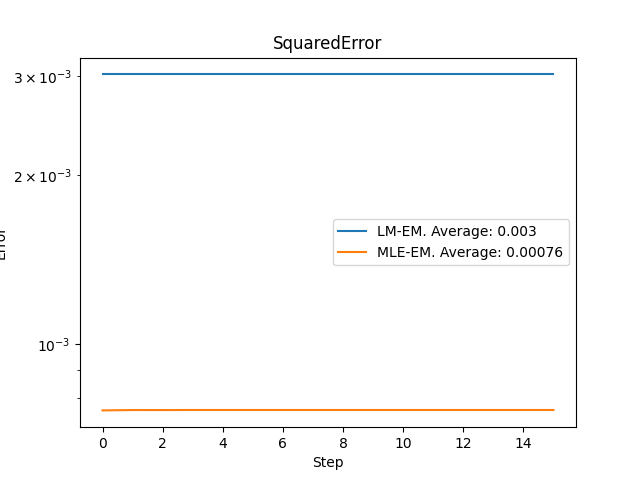 SquaredError
3 × 10⁻³
2 × 10⁻³
10⁻³
Error
LM-EM. Average: 0.003
MLE-EM. Average: 0.00076
0 2 4 6 8 10 12 14
Step